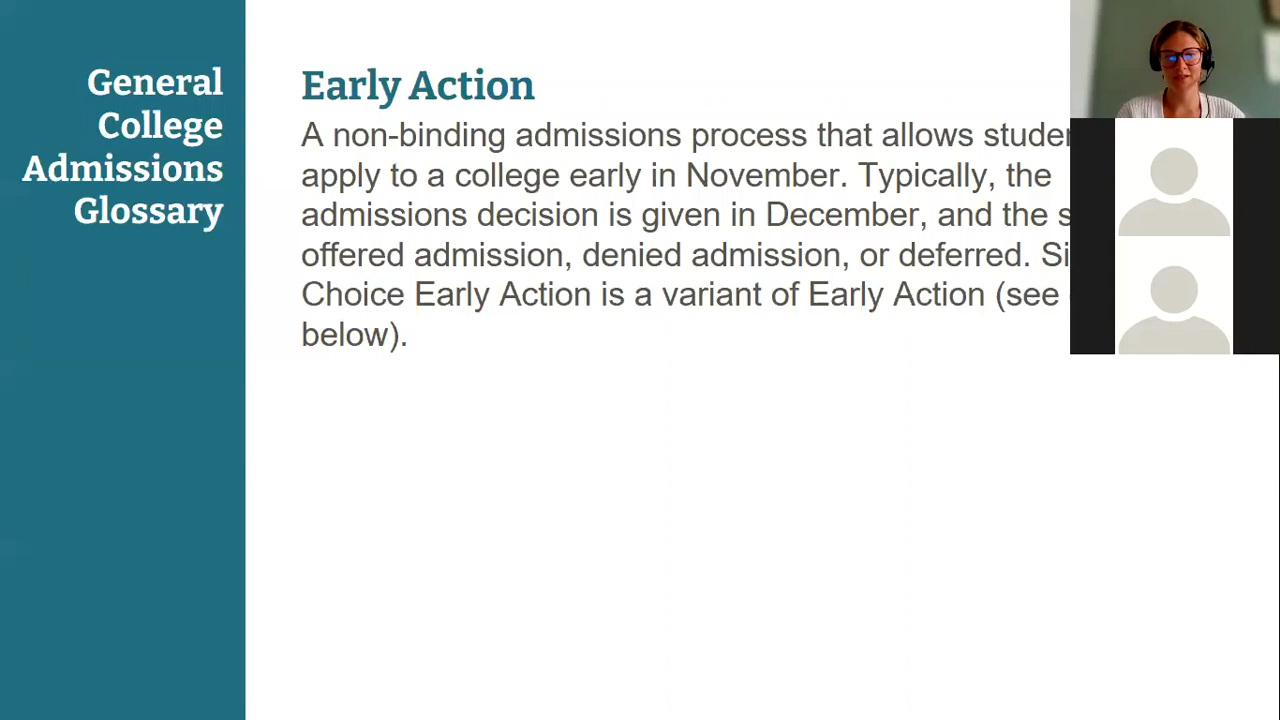 General
College
Admissions
Glossary
Early Action
A non-binding admissions process that allows
apply to a college early in November. Typically, the
admissions decision is given in December, and the
offered admission, denied admission, or deferred.
Choice Early Action is a variant of Early Action (see
below).